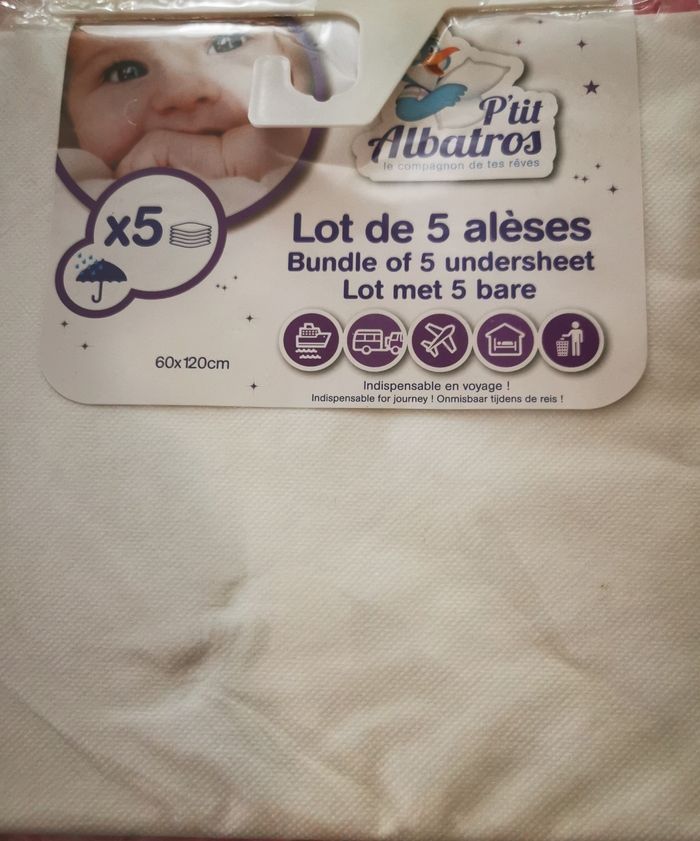 P'tit
Albatros
le compagnon de tes rêves
x5
Lot de 5 alèses
Bundle of 5 undersheet
Lot met 5 bare
60x120cm
Indispensable en voyage !
Indispensable for journey ! Onmisbaar tijdens de reis !